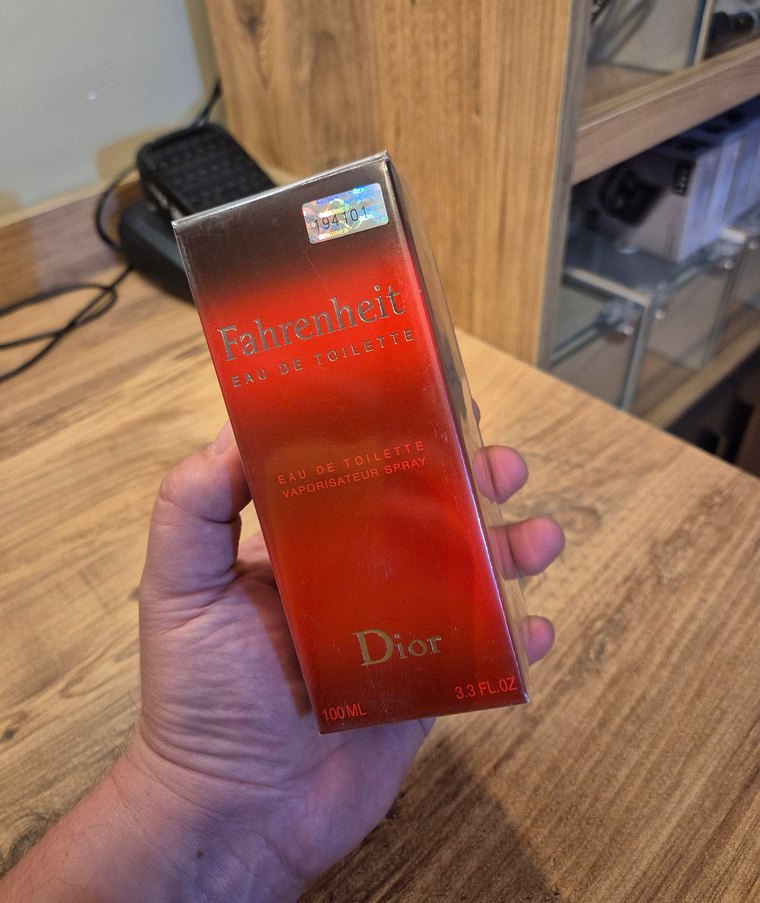 194101
Fahrenheit
EAU DE TOILETTE
EAU DE TOILETTE
VAPORISATEUR SPRAY
Dior
100 ML
3.3 FL.OZ